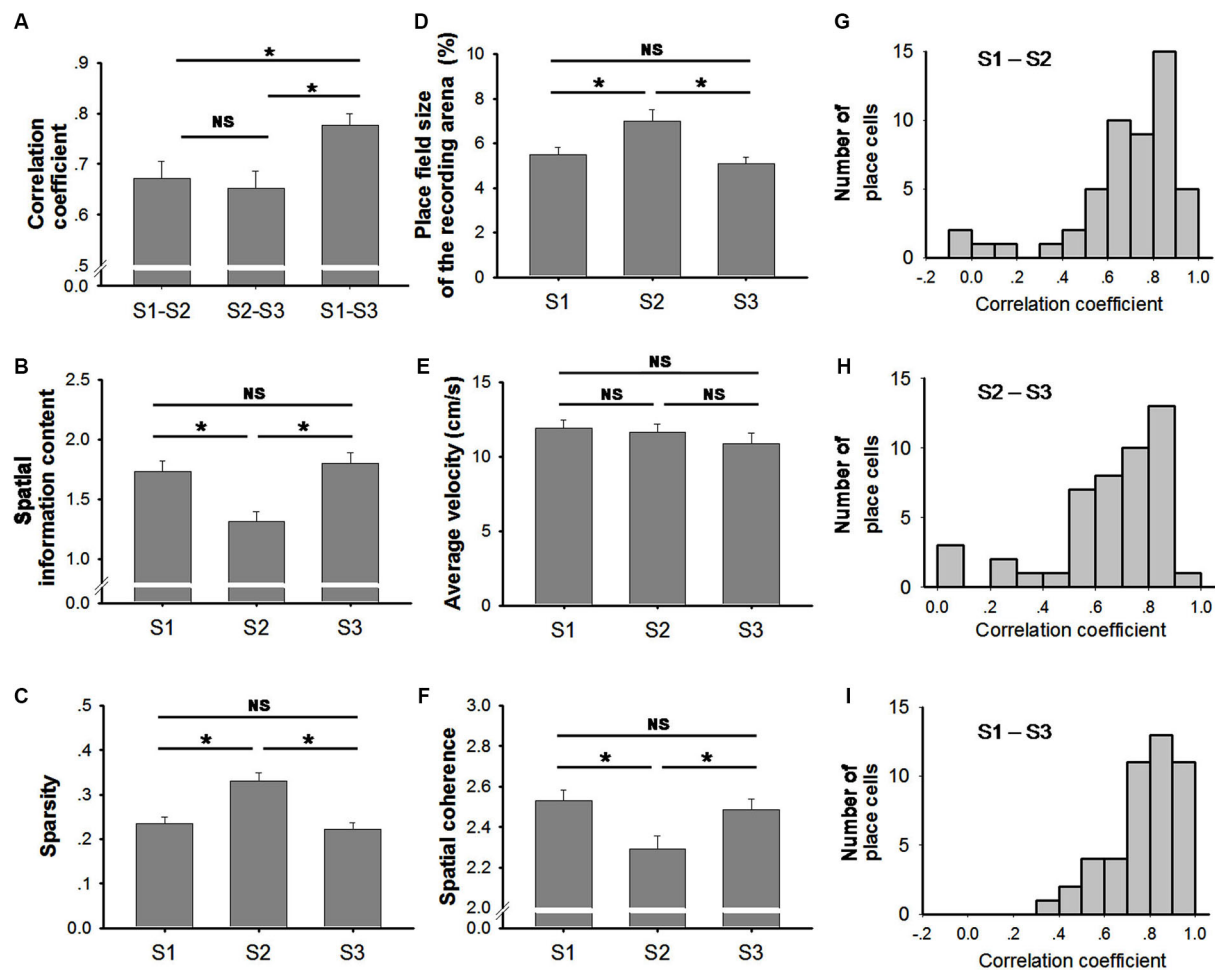 A
Correlation
coefficient
.9
.8
.7
.6
.5
0.0
*
*
NS
S1-S2 S2-S3 S1-S3
B
Spatial
information content
2.5
2.0
1.5
1.0
0.0
NS
* *
S1 S2 S3
C
Sparsity
.5
.4
.3
.2
.1
0.0
NS
* *
S1 S2 S3
D
Place field size
of the recording arena (%)
10
8
6
4
2
0
NS
* *
S1 S2 S3
E
Average velocity (cm/s)
15
10
5
0
NS
NS NS
S1 S2 S3
F
Spatial coherence
3.0
2.8
2.6
2.4
2.2
2.0
0.0
NS
* *
S1 S2 S3
G
S1 – S2
Number of
place cells
15
10
5
0
-.2 0.0 .2 .4 .6 .8 1.0
Correlation coefficient
H
S2 – S3
Number of
place cells
15
10
5
0
0.0 .2 .4 .6 .8 1.0
Correlation coefficient
I
S1 – S3
Number of
place cells
15
10
5
0
-.2 0.0 .2 .4 .6 .8 1.0
Correlation coefficient